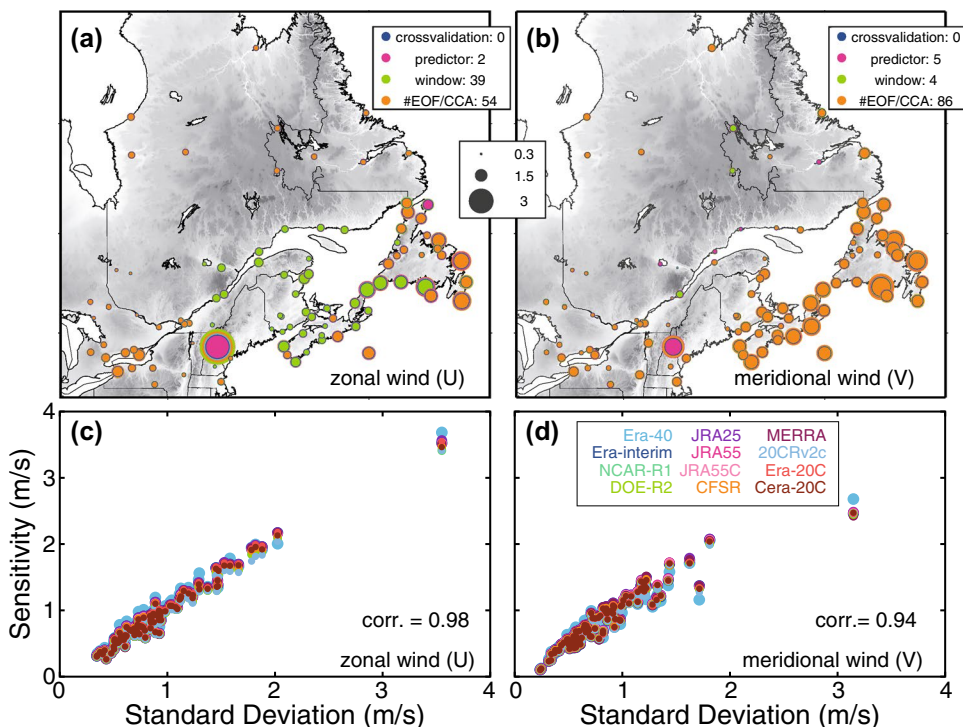 (a)
crossvalidation: 0
predictor: 2
window: 39
#EOF/CCA: 54
zonal wind (U)
(b)
crossvalidation: 0
predictor: 5
window: 4
#EOF/CCA: 86
meridional wind (V)
0.3
1.5
3
(c)
Sensitivity (m/s)
4
3
2
1
0
corr. = 0.98
zonal wind (U)
0 1 2 3 4
Standard Deviation (m/s)
(d)
Era-40 JRA25 MERRA
Era-interim JRA55 20CRv2c
NCAR-R1 JRA55C Era-20C
DOE-R2 CFSR Cera-20C
corr.= 0.94
meridional wind (V)
0 1 2 3 4
Standard Deviation (m/s)